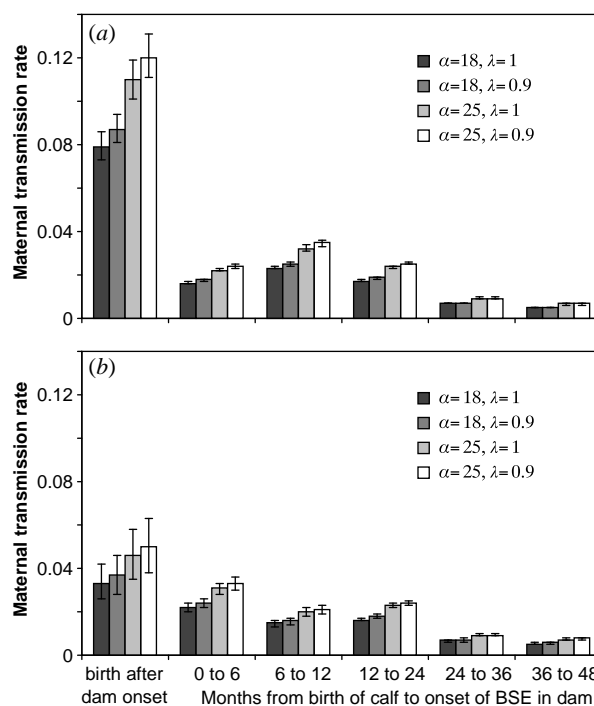 (a)
α=18, λ=1
α=18, λ=0.9
α=25, λ=1
α=25, λ=0.9
Maternal transmission rate
0.12
0.08
0.04
0
(b)
α=18, λ=1
α=18, λ=0.9
α=25, λ=1
α=25, λ=0.9
Maternal transmission rate
0.12
0.08
0.04
0
birth after dam onset
0 to 6
6 to 12
12 to 24
24 to 36
36 to 48
Months from birth of calf to onset of BSE in dam